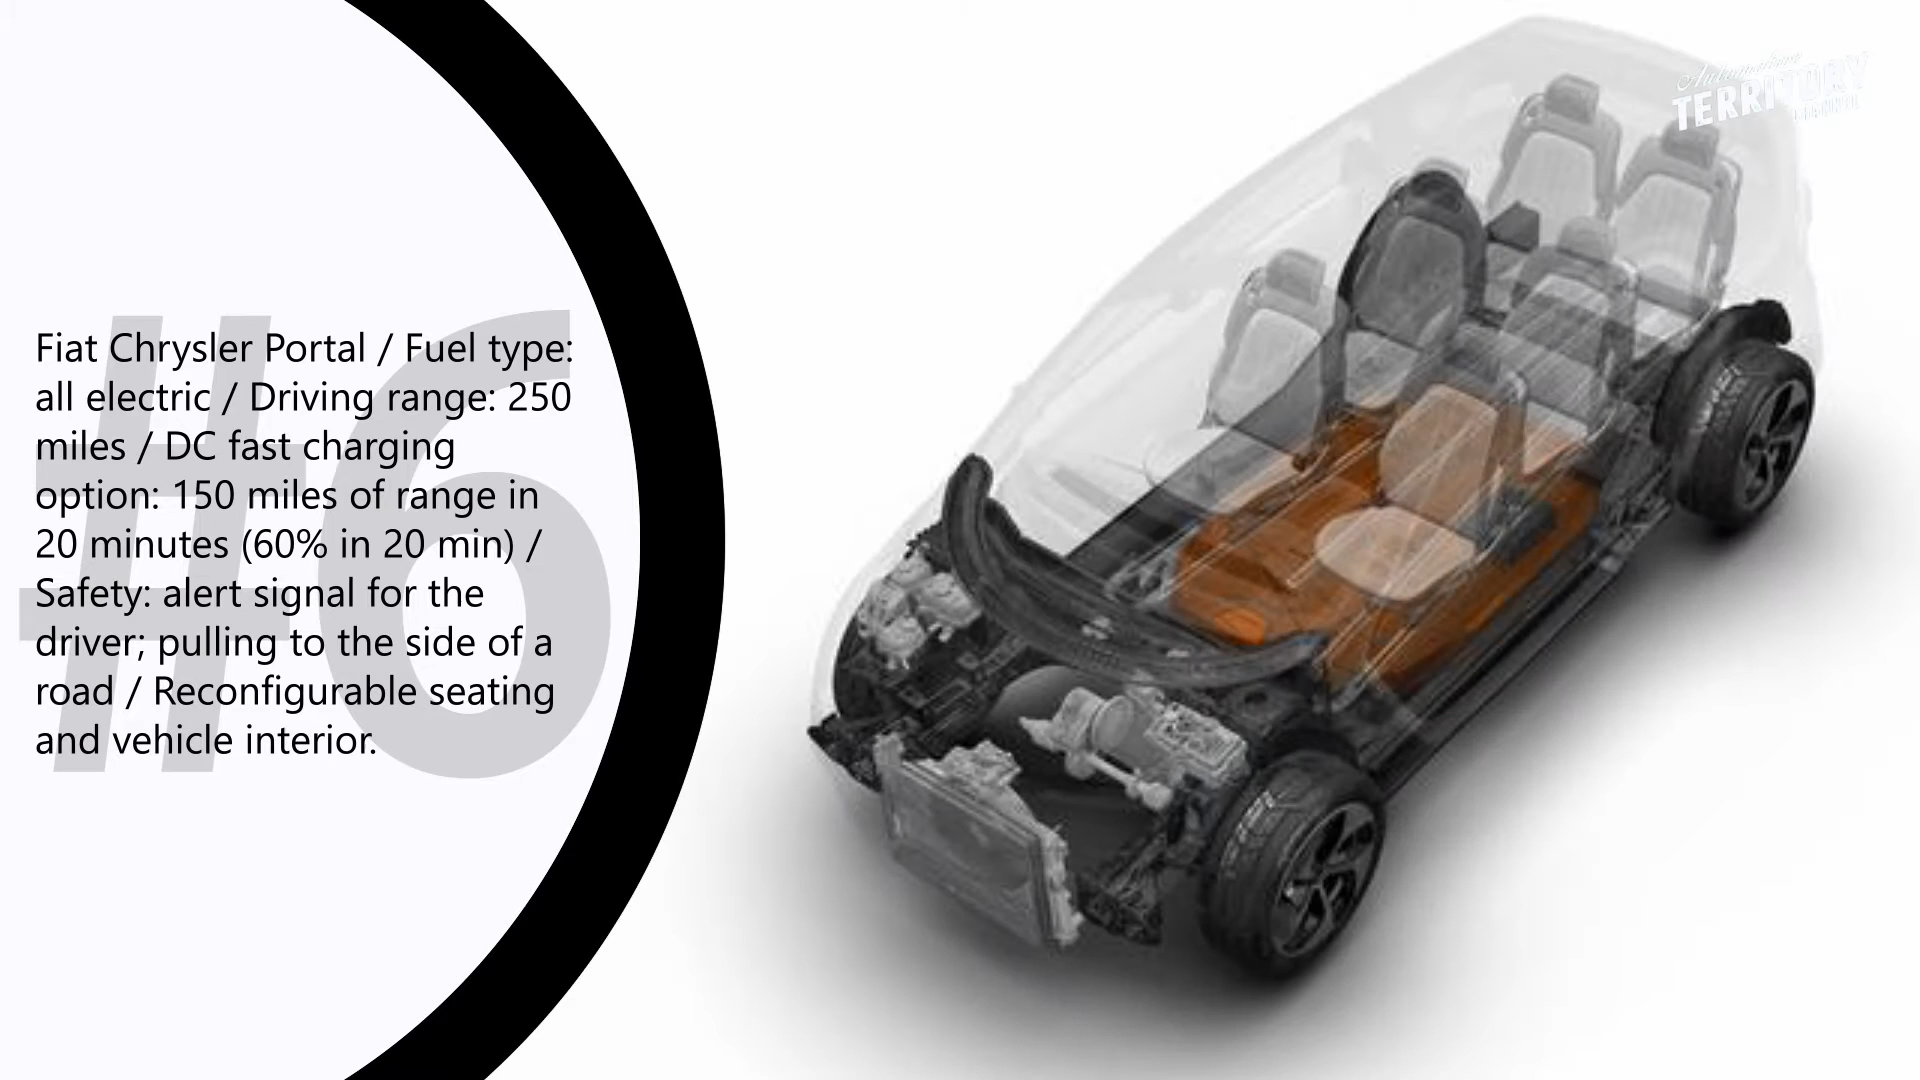 #6
Fiat Chrysler Portal / Fuel type:
all electric / Driving range: 250
miles / DC fast charging
option: 150 miles of range in
20 minutes (60% in 20 min) /
Safety: alert signal for the
driver; pulling to the side of a
road / Reconfigurable seating
and vehicle interior.
Automotive
TERRITORY
CHANNEL